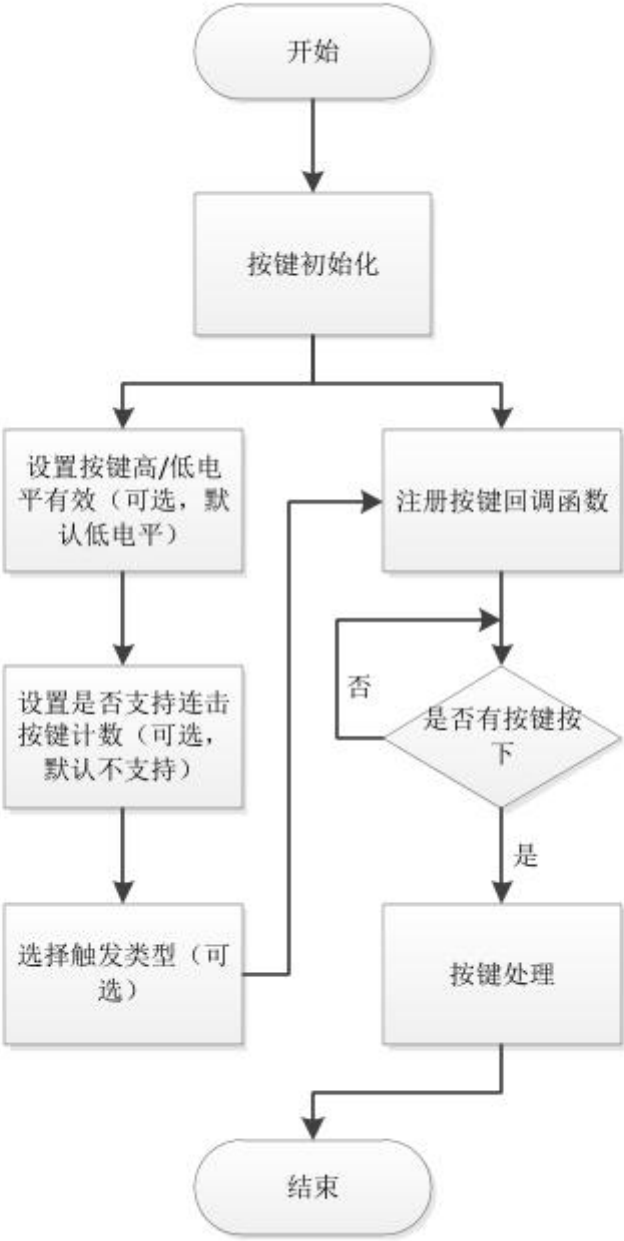 开始
按键初始化
设置按键高/低电
平有效（可选，默
认低电平）
注册按键回调函数
设置是否支持连击
按键计数（可选，
默认不支持）
否
是否有按键按
下
是
选择触发类型（可
选）
按键处理
结束